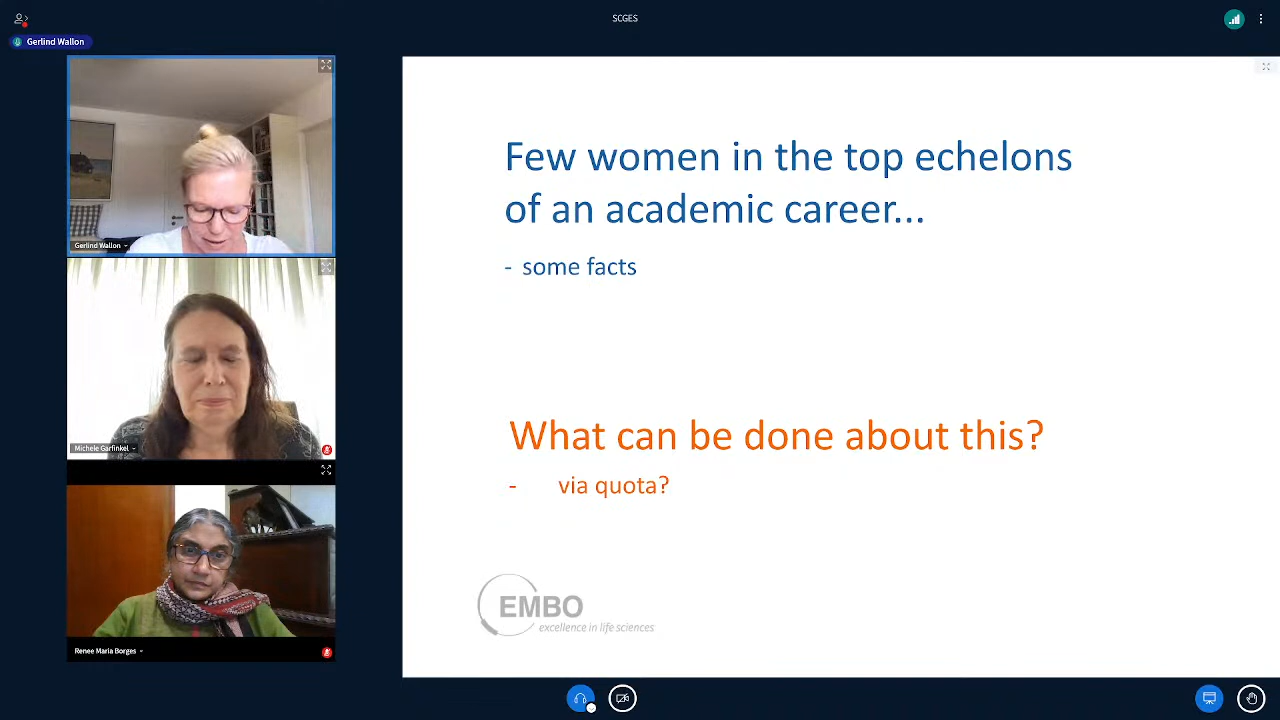 SCGES
Gerlind Wallon
Gerlind Wallon
Michele Garfinkel
Renee Maria Borges
Few women in the top echelons
of an academic career...
- some facts
What can be done about this?
- via quota?
EMBO
excellence in life sciences